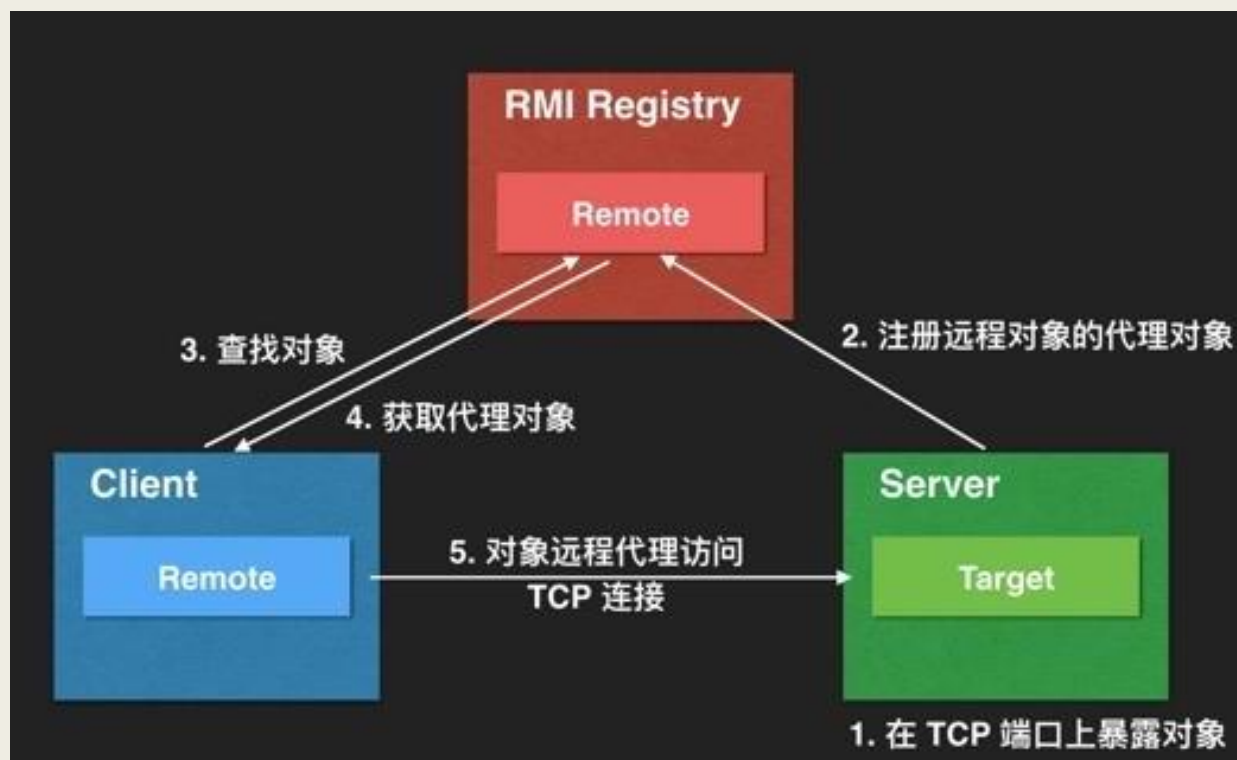 RMI Registry
Remote
3. 查找对象
2. 注册远程对象的代理对象
4. 获取代理对象
Client
Remote
5. 对象远程代理访问
TCP 连接
Server
Target
1. 在 TCP 端口上暴露对象